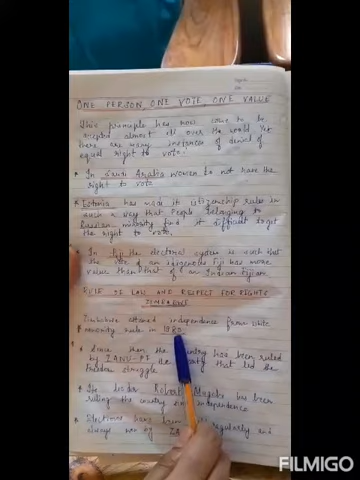 ONE PERSON, ONE VOTE, ONE VALUE
This principle has now come to be
accepted almost all over the world yet
there are many instances of denial of
equal right to vote.
* In Saudi Arabia women do not have the
right to vote
* Estonia has made its citizenship rules in
such a way that people belonging to
Russian minority find it difficult to get
the right to vote.
In Fiji the electoral system is such that
the vote of an indigenous Fiji has more
value than that of an Indian Fijian
RULE OF LAW AND RESPECT FOR RIGHTS
ZIMBABWE
Zimbabwe attained independence from white
minority rule in 1980
Since then the country has been ruled
by ZANU-PF the party that led the
freedom struggle
* Its leader Robert Mugabe has been
ruling the country since independence
* Elections have been regularly and
always won by
FILMIGO